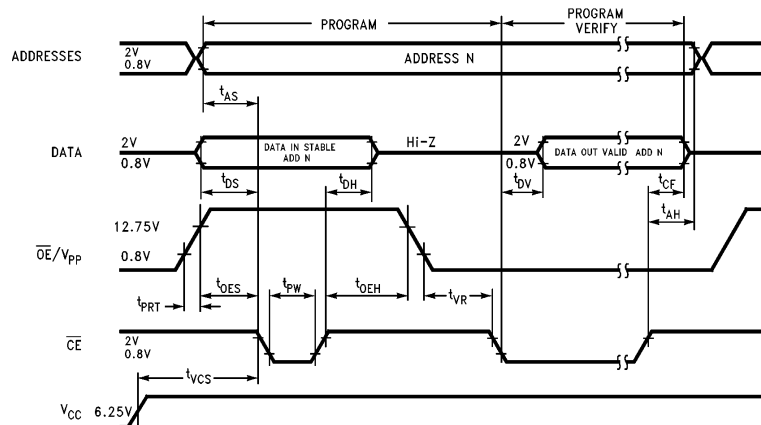 PROGRAM
PROGRAM
VERIFY
ADDRESSES
2V
0.8V
ADDRESS N
tAS
DATA
2V
0.8V
DATA IN STABLE
ADD N
Hi-Z
2V
0.8V
DATA OUT VALID ADD N
tDS
tDH
tDV
tCF
tAH
OE/VPP
12.75V
0.8V
tPRT
tOES
tPW
tOEH
tVR
CE
2V
0.8V
tVCS
VCC
6.25V